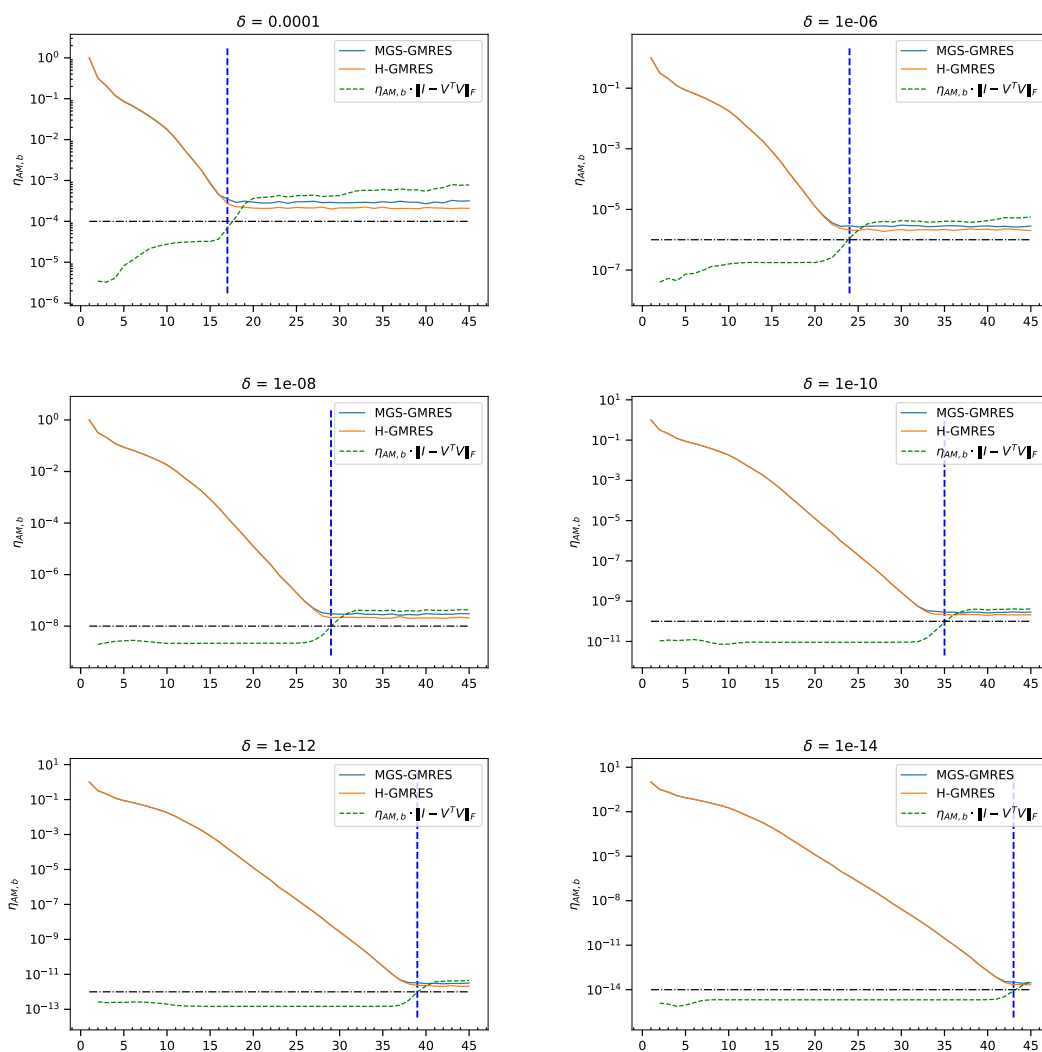 δ = 0.0001
MGS-GMRES
H-GMRES
η_{AM,b} · ‖I − V^T V‖_F
η_{AM,b}
10^0
10^{-1}
10^{-2}
10^{-3}
10^{-4}
10^{-5}
10^{-6}
0 5 10 15 20 25 30 35 40 45
δ = 1e-06
MGS-GMRES
H-GMRES
η_{AM,b} · ‖I − V^T V‖_F
η_{AM,b}
10^{-1}
10^{-3}
10^{-5}
10^{-7}
0 5 10 15 20 25 30 35 40 45
δ = 1e-08
MGS-GMRES
H-GMRES
η_{AM,b} · ‖I − V^T V‖_F
η_{AM,b}
10^0
10^{-2}
10^{-4}
10^{-6}
10^{-8}
0 5 10 15 20 25 30 35 40 45
δ = 1e-10
MGS-GMRES
H-GMRES
η_{AM,b} · ‖I − V^T V‖_F
η_{AM,b}
10^1
10^{-1}
10^{-3}
10^{-5}
10^{-7}
10^{-9}
10^{-11}
0 5 10 15 20 25 30 35 40 45
δ = 1e-12
MGS-GMRES
H-GMRES
η_{AM,b} · ‖I − V^T V‖_F
η_{AM,b}
10^1
10^{-1}
10^{-3}
10^{-5}
10^{-7}
10^{-9}
10^{-11}
10^{-13}
0 5 10 15 20 25 30 35 40 45
δ = 1e-14
MGS-GMRES
H-GMRES
η_{AM,b} · ‖I − V^T V‖_F
η_{AM,b}
10^1
10^{-2}
10^{-5}
10^{-8}
10^{-11}
10^{-14}
0 5 10 15 20 25 30 35 40 45